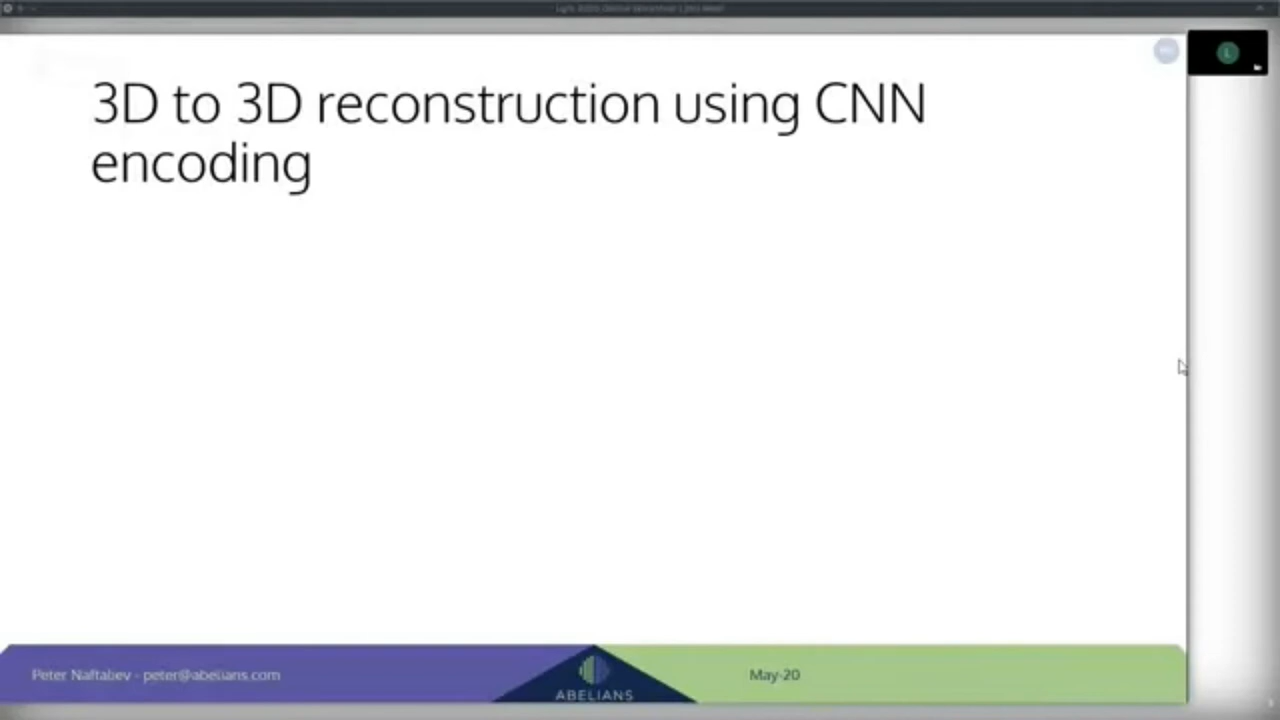 3D to 3D reconstruction using CNN
encoding
L
Peter Naftaliev - peter@abelians.com
ABELIANS
May-20